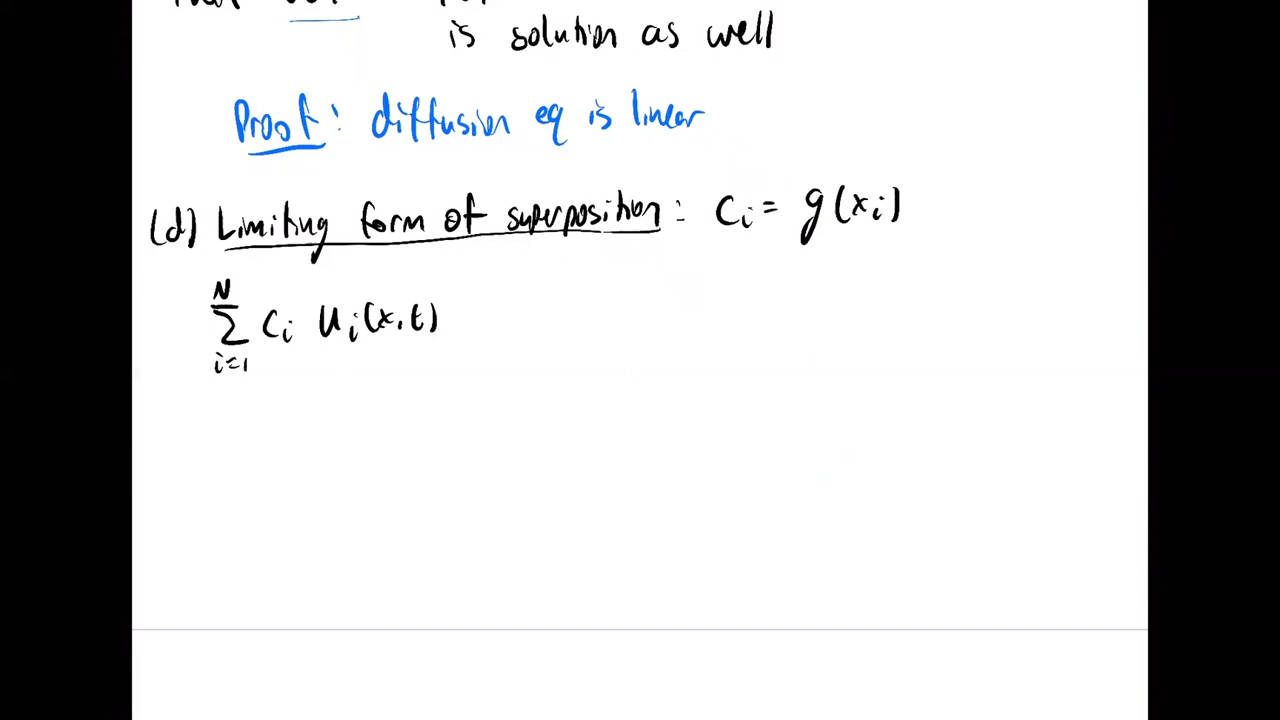 is solution as well
Proof: diffusion eq is linear
(d) Limiting form of superposition: Ci = g(xi)
N
∑ Ci Ui(x,t)
i=1